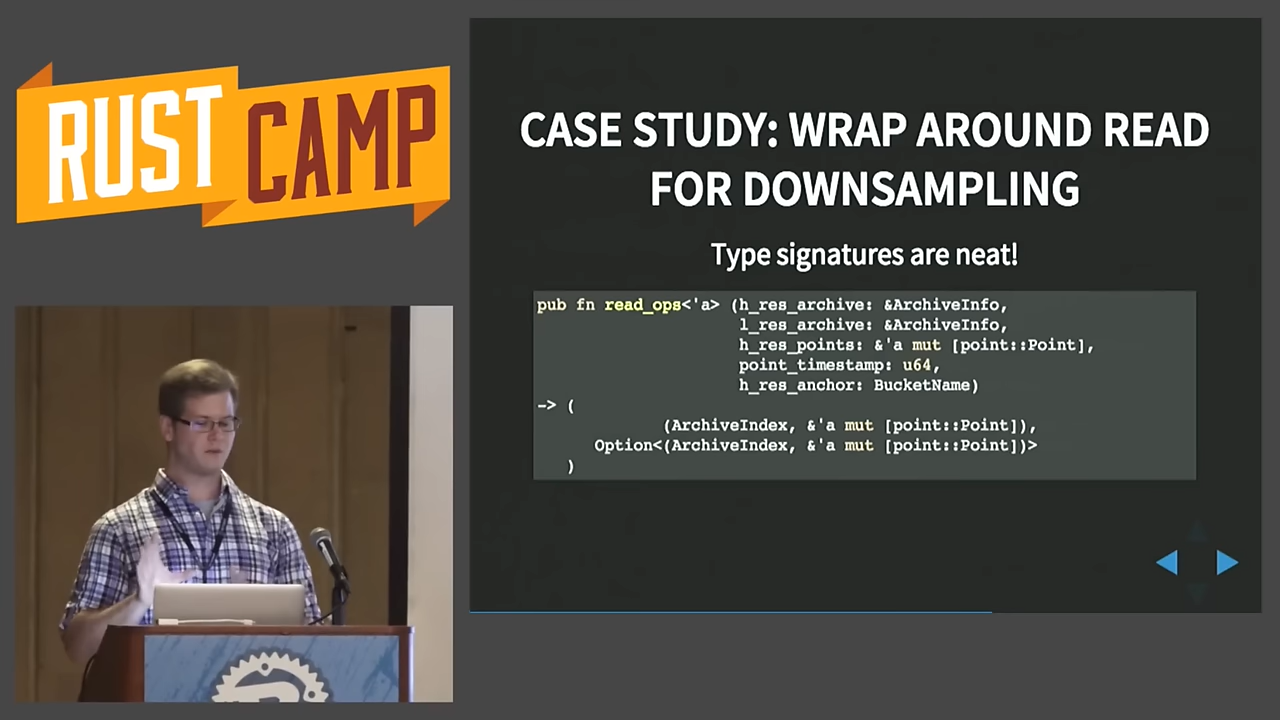 RUST CAMP
CASE STUDY: WRAP AROUND READ
FOR DOWNSAMPLING
Type signatures are neat!
pub fn read_ops<'a> (h_res_archive: &ArchiveInfo,
l_res_archive: &ArchiveInfo,
h_res_points: &'a mut [point::Point],
point_timestamp: u64,
h_res_anchor: BucketName)
-> (
(ArchiveIndex, &'a mut [point::Point]),
Option<(ArchiveIndex, &'a mut [point::Point])>
)